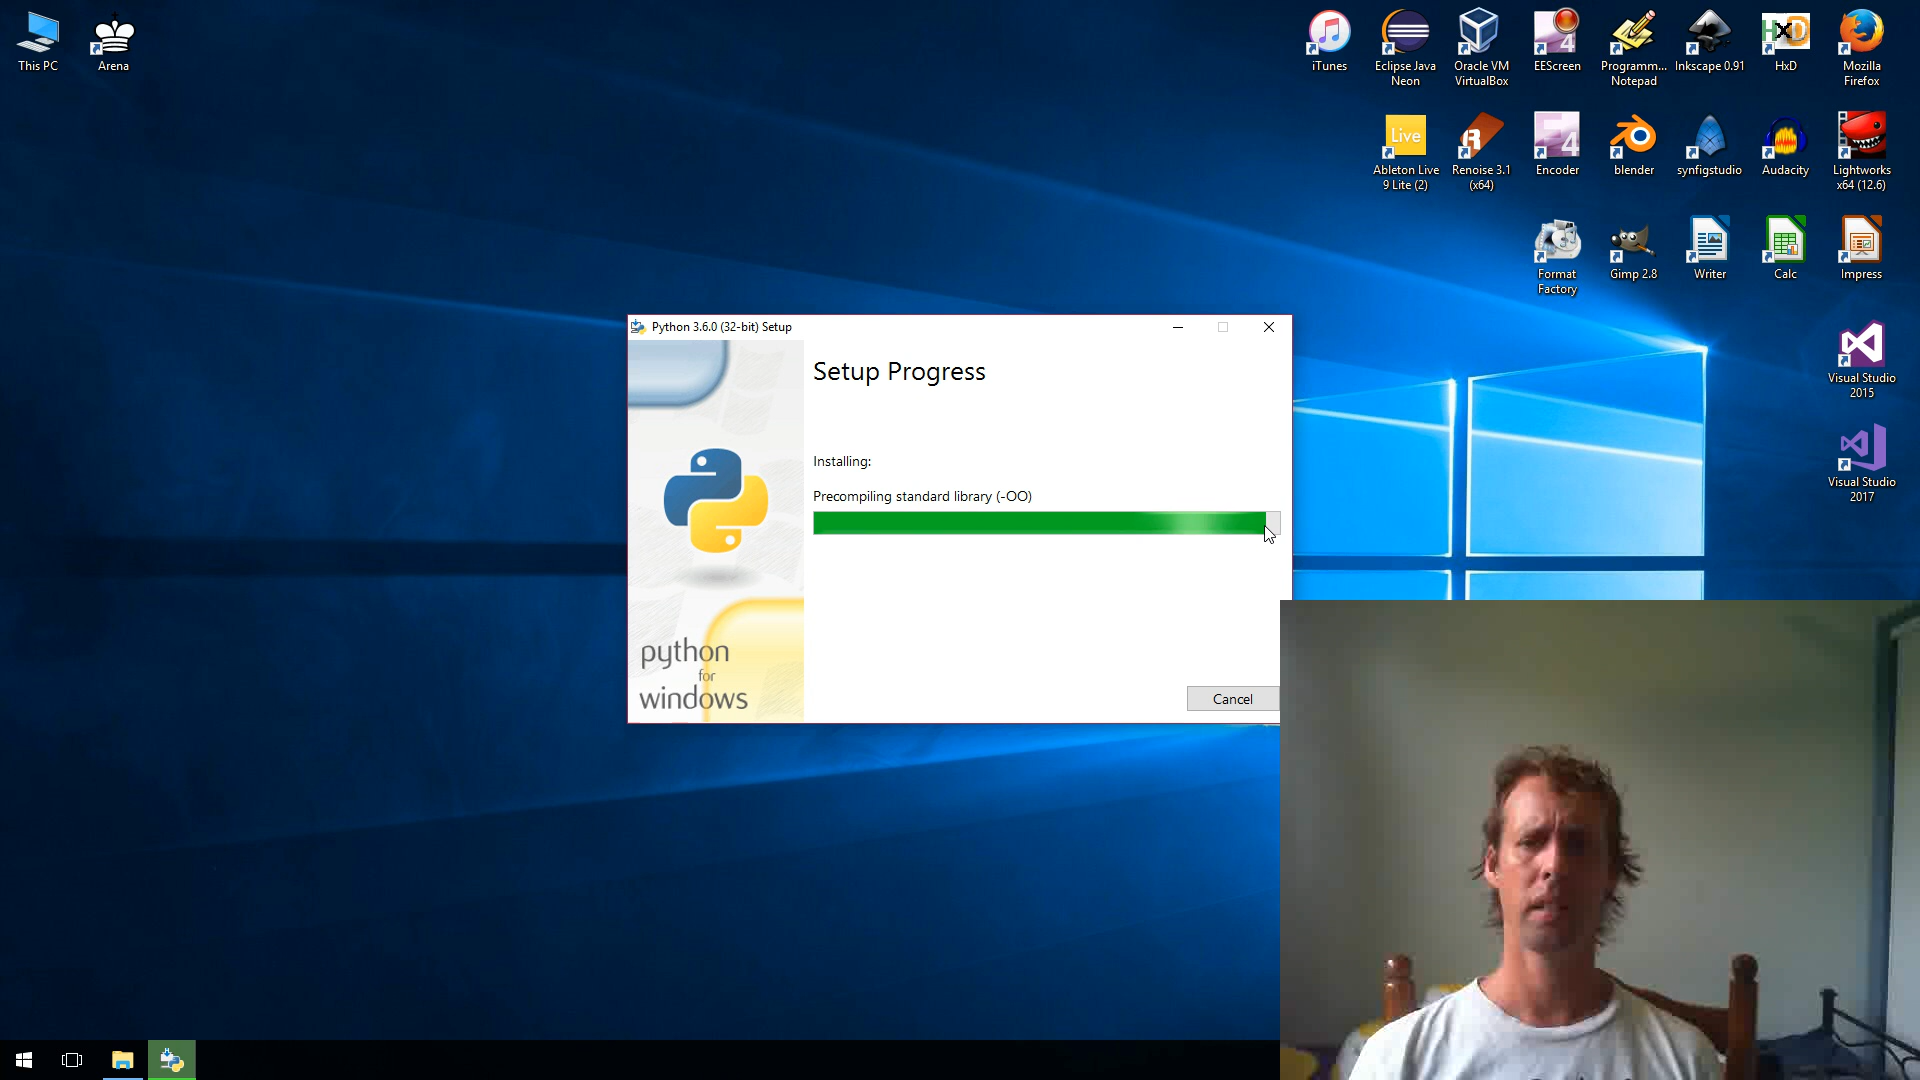 This PC
Arena
iTunes
Eclipse Java
Neon
Oracle VM
VirtualBox
EEScreen
4
Programm...
Notepad
Inkscape 0.91
HxD
HxD
Mozilla
Firefox
Live
Ableton Live
9 Lite (2)
R
Renoise 3.1
(x64)
4
Encoder
blender
synfigstudio
Audacity
Lightworks
x64 (12.6)
Format
Factory
Gimp 2.8
Writer
Calc
Impress
Visual Studio
2015
Visual Studio
2017
Python 3.6.0 (32-bit) Setup
Setup Progress
Installing:
Precompiling standard library (-OO)
python
for
windows
Cancel